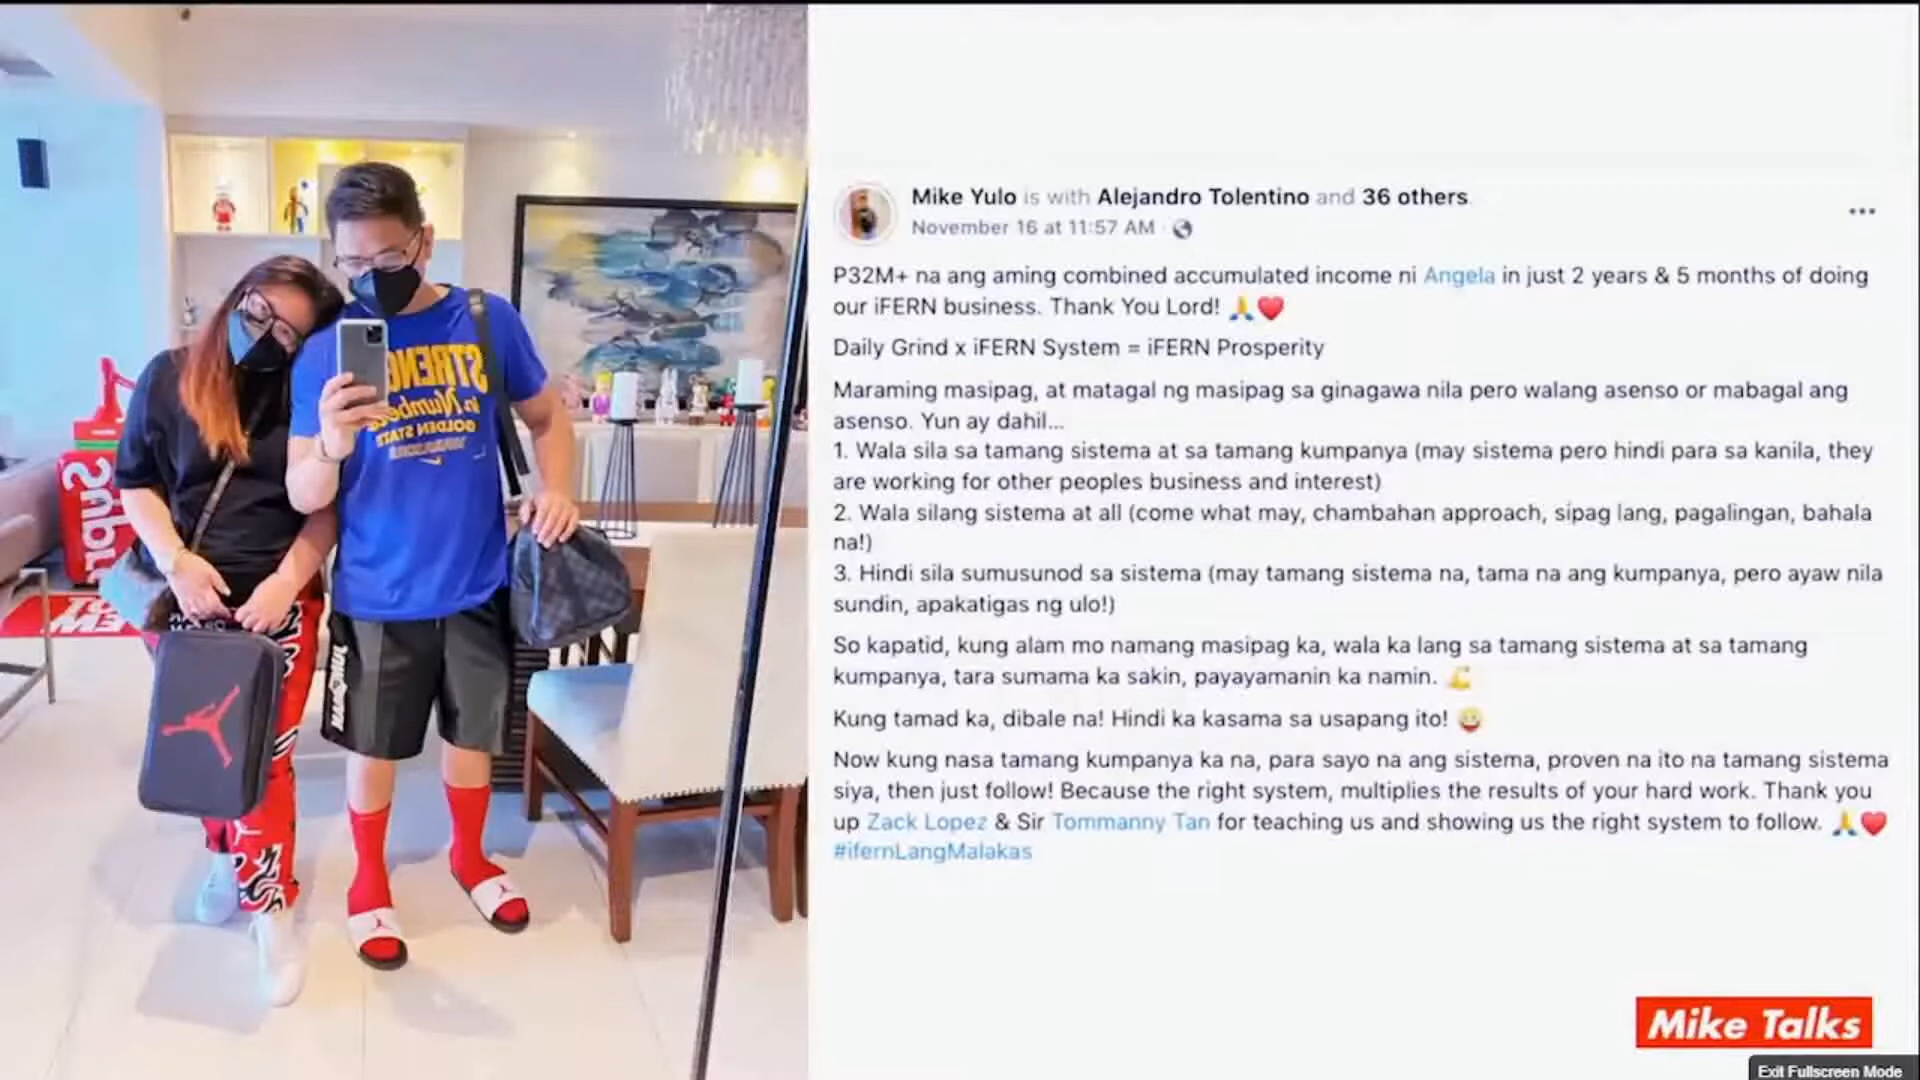 Mike Yulo is with Alejandro Tolentino and 36 others.
November 16 at 11:57 AM
P32M+ na ang aming combined accumulated income ni Angela in just 2 years & 5 months of doing
our iFERN business. Thank You Lord! 🙏❤️
Daily Grind x iFERN System = iFERN Prosperity
Maraming masipag, at matagal ng masipag sa ginagawa nila pero walang asenso or mabagal ang
asenso. Yun ay dahil...
1. Wala sila sa tamang sistema at sa tamang kumpanya (may sistema pero hindi para sa kanila, they
are working for other peoples business and interest)
2. Wala silang sistema at all (come what may, chambahan approach, sipag lang, pagalingan, bahala
na!)
3. Hindi sila sumusunod sa sistema (may tamang sistema na, tama na ang kumpanya, pero ayaw nila
sundin, apakatigas ng ulo!)
So kapatid, kung alam mo namang masipag ka, wala ka lang sa tamang sistema at sa tamang
kumpanya, tara sumama ka sakin, payayamanin ka namin. 💪
Kung tamad ka, dibale na! Hindi ka kasama sa usapang ito! 😀
Now kung nasa tamang kumpanya ka na, para sayo na ang sistema, proven na ito na tamang sistema
siya, then just follow! Because the right system, multiplies the results of your hard work. Thank you
up Zack Lopez & Sir Tommanny Tan for teaching us and showing us the right system to follow. 🙏❤️
#ifernLangMalakas
Mike Talks
Exit Fullscreen Mode
STRENG
in Numbe
GOLDEN STATE